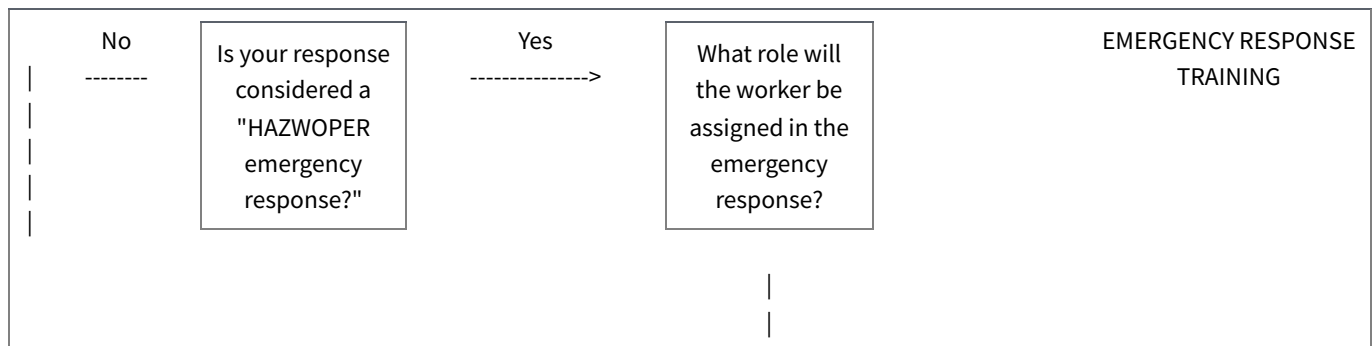 No
--------
|
|
|
|
|
Is your response
considered a
"HAZWOPER
emergency
response?"
Yes
--------------->
What role will
the worker be
assigned in the
emergency
response?
|
|
EMERGENCY RESPONSE
TRAINING